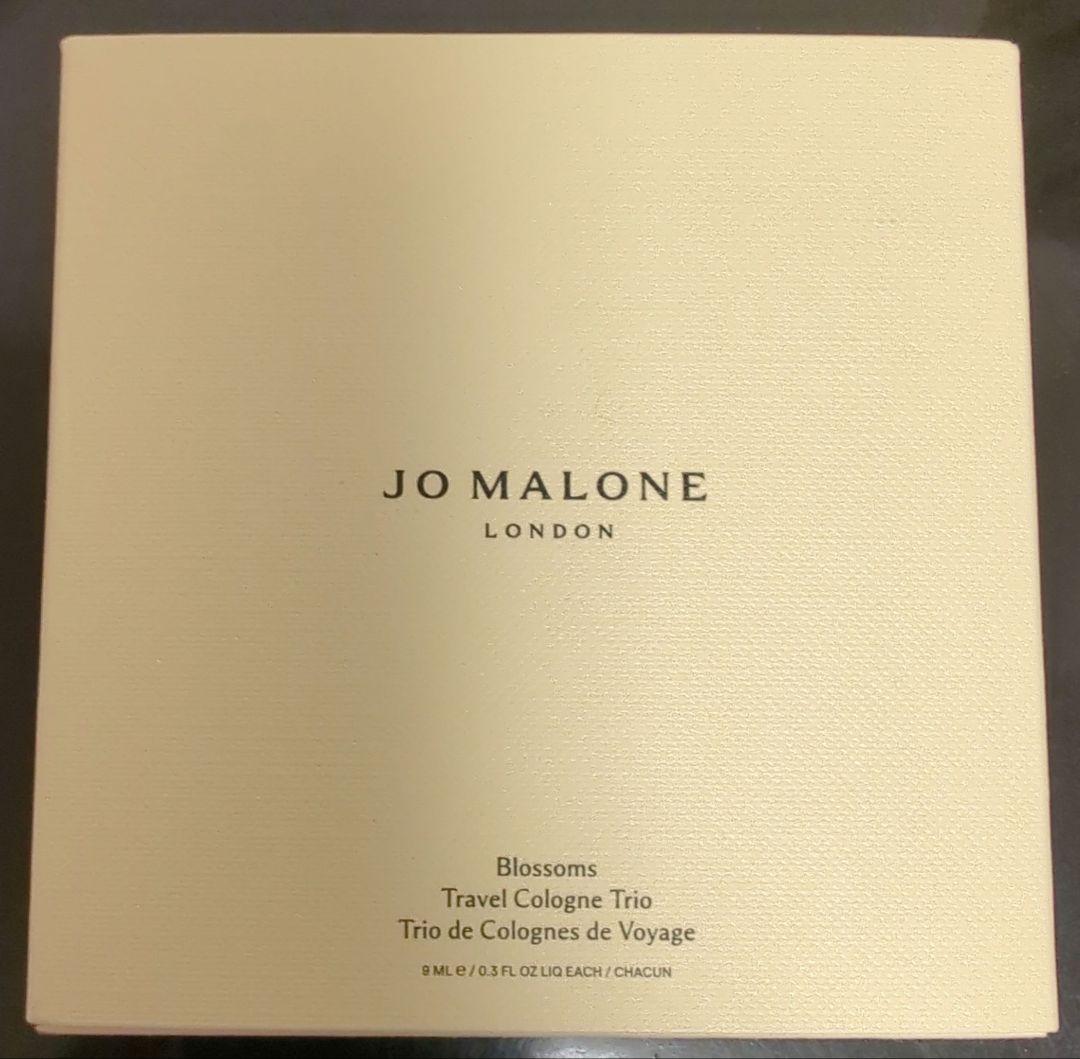 JO MALONE
LONDON
Blossoms
Travel Cologne Trio
Trio de Colognes de Voyage
9 ML ℮ / 0.3 FL OZ LIQ EACH / CHACUN